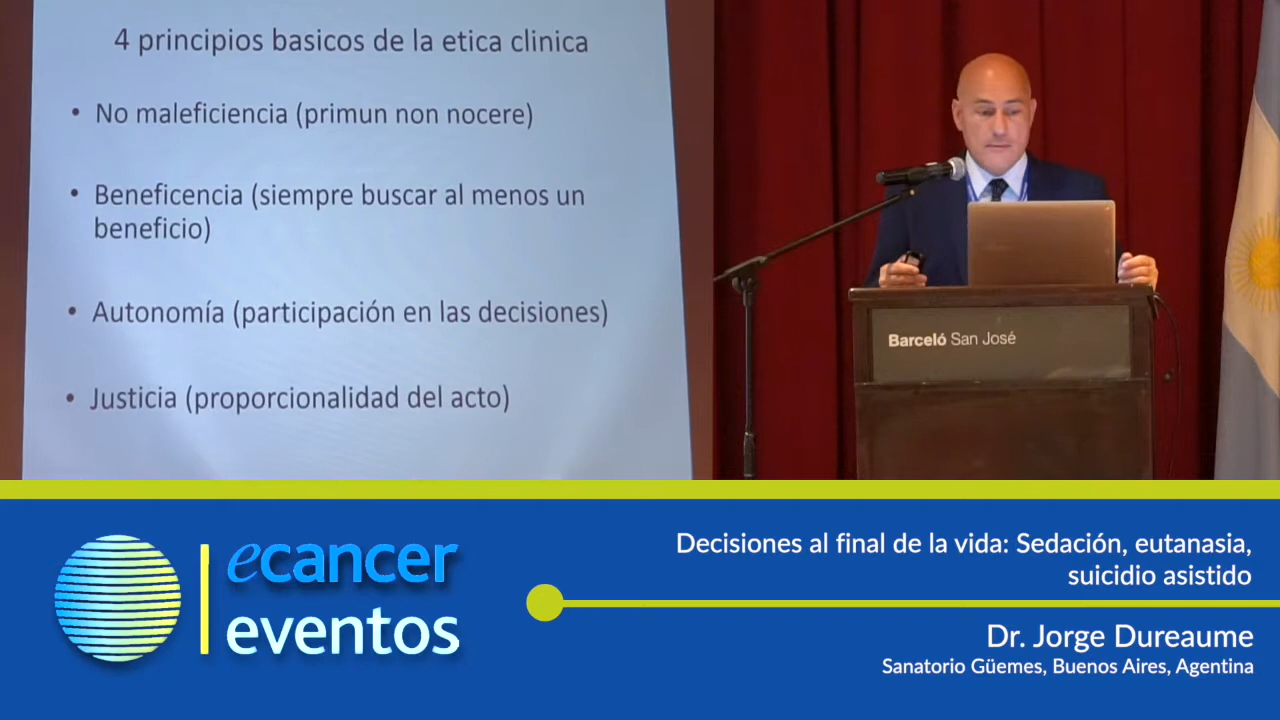 4 principios basicos de la etica clinica
• No maleficiencia (primun non nocere)
• Beneficencia (siempre buscar al menos un
beneficio)
• Autonomía (participación en las decisiones)
• Justicia (proporcionalidad del acto)
Barceló San José
ecancer
eventos
Decisiones al final de la vida: Sedación, eutanasia,
suicidio asistido
Dr. Jorge Dureaume
Sanatorio Güemes, Buenos Aires, Agentina